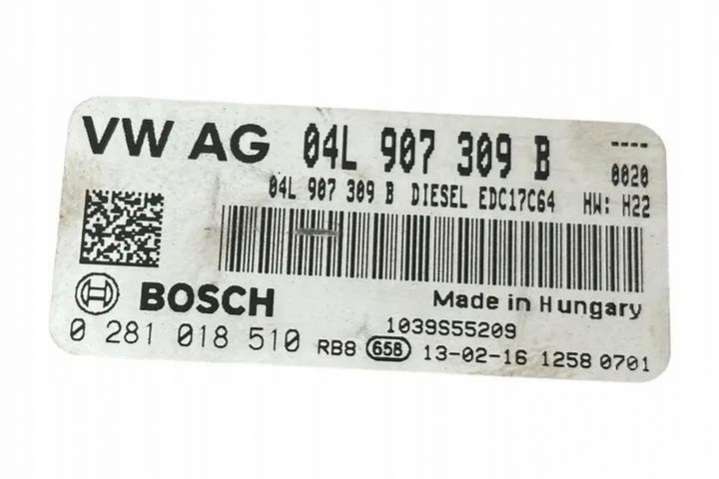 VW AG 04L 907 309 B ----
04L 907 309 B DIESEL EDC17C64 0020
HW: H22
BOSCH Made in Hungary
1039S55209
0 281 018 510 RB8 658 13-02-16 1258 0701